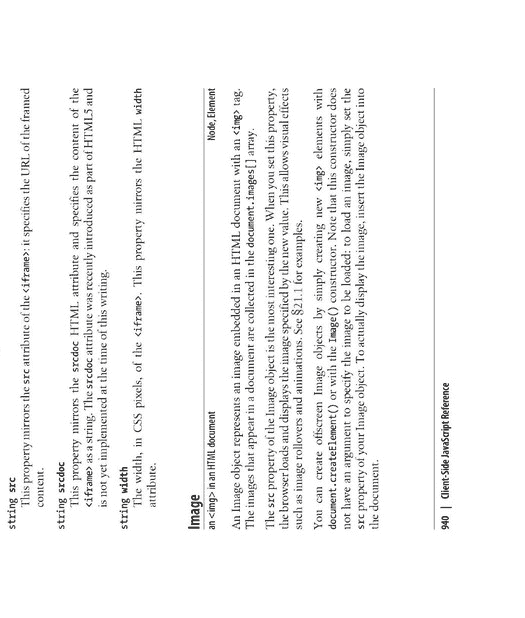 string src
This property mirrors the src attribute of the <iframe>: it specifies the URL of the framed
content.
string srcdoc
This property mirrors the srcdoc HTML attribute and specifies the content of the
<iframe> as a string. The srcdoc attribute was recently introduced as part of HTML5 and
is not yet implemented at the time of this writing.
string width
The width, in CSS pixels, of the <iframe>. This property mirrors the HTML width
attribute.
Image
an <img> in an HTML document Node, Element
An Image object represents an image embedded in an HTML document with an <img> tag.
The images that appear in a document are collected in the document.images[] array.
The src property of the Image object is the most interesting one. When you set this property,
the browser loads and displays the image specified by the new value. This allows visual effects
such as image rollovers and animations. See §21.1 for examples.
You can create offscreen Image objects by simply creating new <img> elements with
document.createElement() or with the Image() constructor. Note that this constructor does
not have an argument to specify the image to be loaded: to load an image, simply set the
src property of your Image object. To actually display the image, insert the Image object into
the document.
940 | Client-Side JavaScript Reference